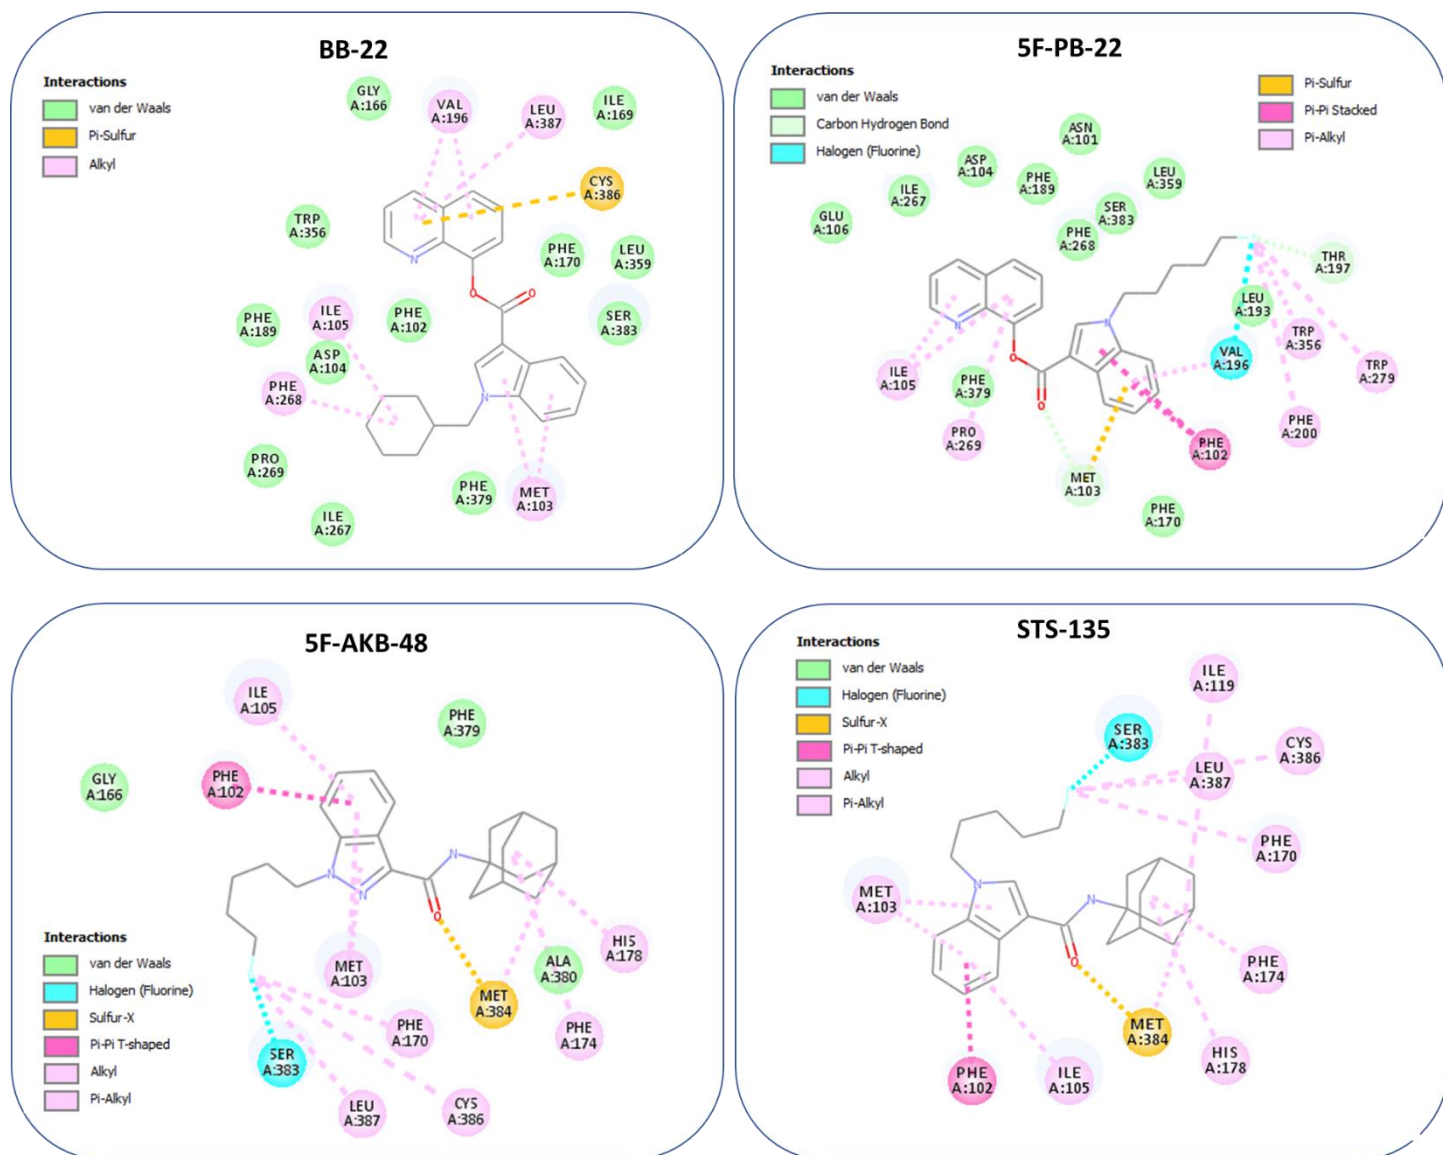 BB-22
Interactions
van der Waals
Pi-Sulfur
Alkyl
GLY
A:166
VAL
A:196
LEU
A:387
ILE
A:169
CYS
A:386
TRP
A:356
PHE
A:170
LEU
A:359
PHE
A:189
ILE
A:105
PHE
A:102
SER
A:383
ASP
A:104
PHE
A:268
N
O
O
N
PRO
A:269
ILE
A:267
PHE
A:379
MET
A:103
5F-PB-22
Interactions
van der Waals
Carbon Hydrogen Bond
Halogen (Fluorine)
Pi-Sulfur
Pi-Pi Stacked
Pi-Alkyl
ASN
A:101
ASP
A:104
PHE
A:189
LEU
A:359
ILE
A:267
SER
A:383
GLU
A:106
PHE
A:268
THR
A:197
LEU
A:193
TRP
A:356
VAL
A:196
TRP
A:279
N
N
O
O
ILE
A:105
PHE
A:379
PRO
A:269
PHE
A:200
PHE
A:102
MET
A:103
PHE
A:170
5F-AKB-48
ILE
A:105
PHE
A:379
GLY
A:166
PHE
A:102
N
N
N
O
Interactions
van der Waals
Halogen (Fluorine)
Sulfur-X
Pi-Pi T-shaped
Alkyl
Pi-Alkyl
MET
A:103
HIS
A:178
ALA
A:380
MET
A:384
PHE
A:170
PHE
A:174
SER
A:383
LEU
A:387
CYS
A:386
STS-135
Interactions
van der Waals
Halogen (Fluorine)
Sulfur-X
Pi-Pi T-shaped
Alkyl
Pi-Alkyl
ILE
A:119
SER
A:383
CYS
A:386
LEU
A:387
PHE
A:170
MET
A:103
N
N
O
PHE
A:174
MET
A:384
HIS
A:178
PHE
A:102
ILE
A:105